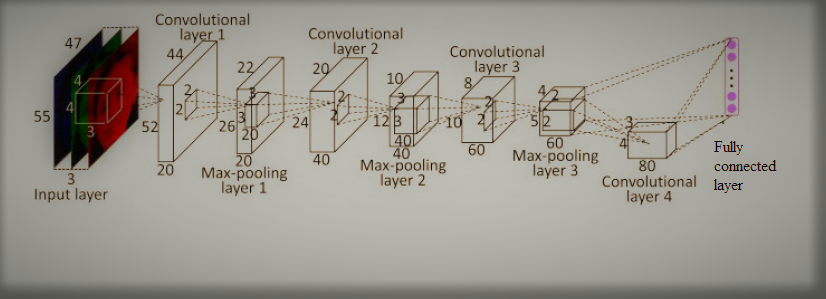 Convolutional
layer 1
47
44
4
4
3
55
3
Input layer
2
2
52
20
22
3
3
26
20
20
Max-pooling
layer 1
Convolutional
layer 2
20
2
2
24
40
10
3
3
12
40
40
Max-pooling
layer 2
Convolutional
layer 3
8
2
2
10
60
4
2
5
2
60
Max-pooling
layer 3
3
4
80
Convolutional
layer 4
Fully
connected
layer